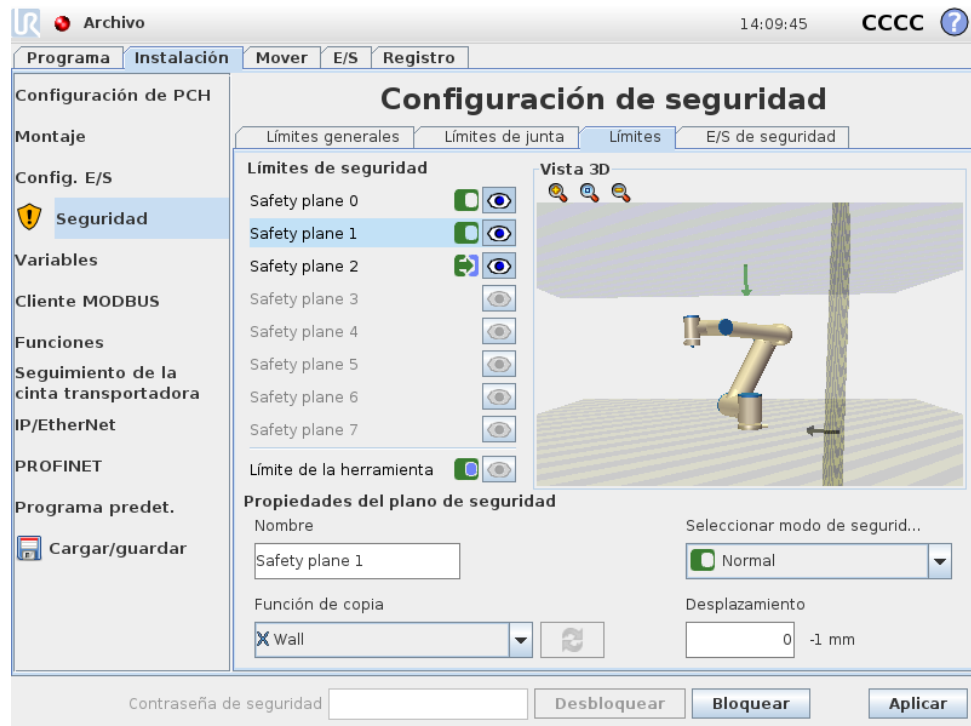 UR Archivo 14:09:45 CCCC ?
Programa Instalación Mover E/S Registro
Configuración de PCH
Montaje
Config. E/S
Seguridad
Variables
Cliente MODBUS
Funciones
Seguimiento de la
cinta transportadora
IP/EtherNet
PROFINET
Programa predet.
Cargar/guardar
Configuración de seguridad
Límites generales Límites de junta Límites E/S de seguridad
Límites de seguridad
Safety plane 0
Safety plane 1
Safety plane 2
Safety plane 3
Safety plane 4
Safety plane 5
Safety plane 6
Safety plane 7
Límite de la herramienta
Vista 3D
Propiedades del plano de seguridad
Nombre
Safety plane 1
Seleccionar modo de segurid...
Normal
Función de copia
Wall
Desplazamiento
0 -1 mm
Contraseña de seguridad Desbloquear Bloquear Aplicar